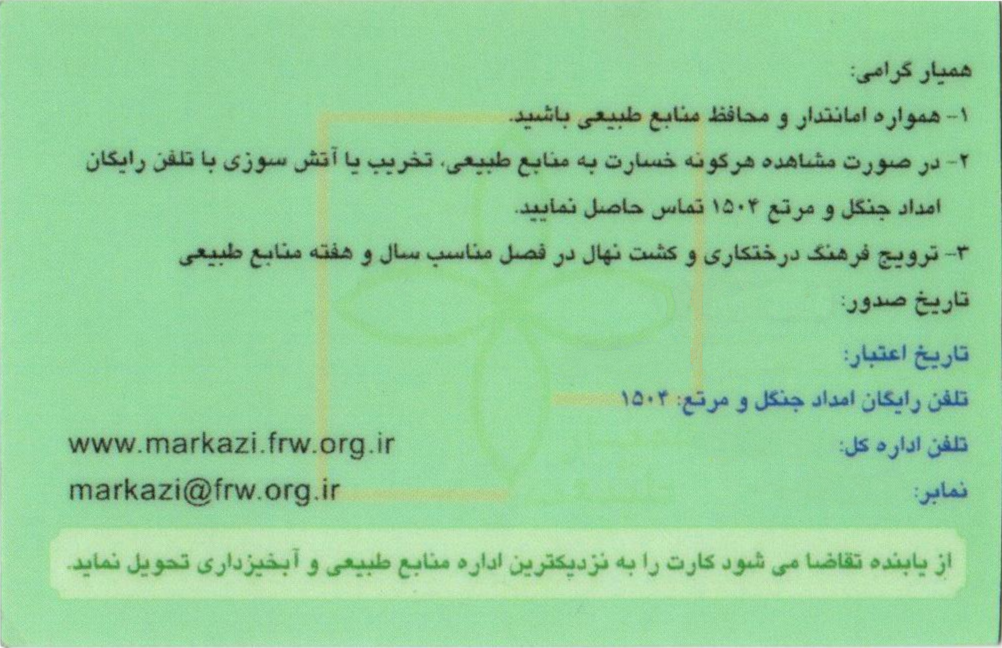 همیار گرامی:
۱- همواره امانتدار و محافظ منابع طبیعی باشید.
۲- در صورت مشاهده هرگونه خسارت به منابع طبیعی، تخریب یا آتش سوزی با تلفن رایگان
امداد جنگل و مرتع ۱۵۰۴ تماس حاصل نمایید.
۳- ترویج فرهنگ درختکاری و کشت نهال در فصل مناسب سال و هفته منابع طبیعی
تاریخ صدور:
تاریخ اعتبار:
تلفن رایگان امداد جنگل و مرتع: ۱۵۰۴
تلفن اداره کل: www.markazi.frw.org.ir
نمابر: markazi@frw.org.ir
از یابنده تقاضا می شود کارت را به نزدیکترین اداره منابع طبیعی و آبخیزداری تحویل نماید.